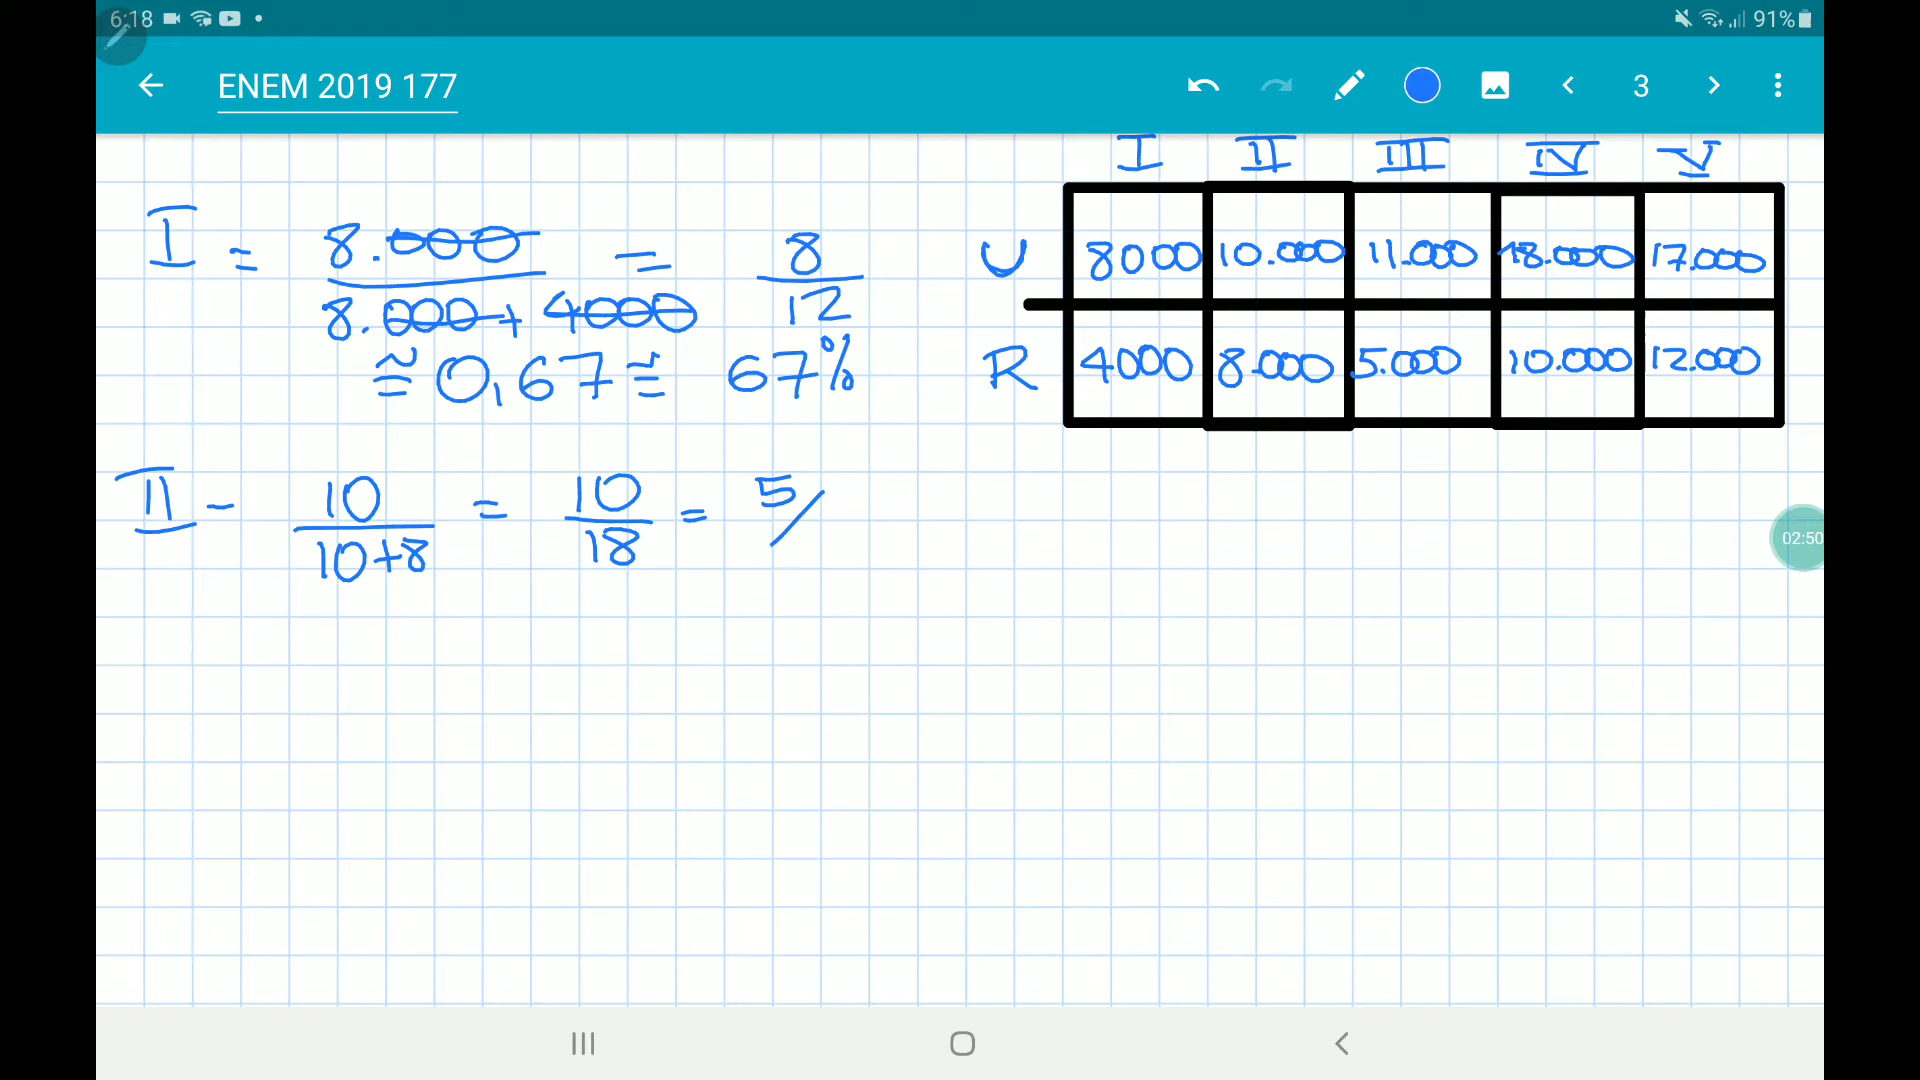 6:18 91%
ENEM 2019 177 3
I II III IV V
I = 8.000 / 8.000 + 4000 = 8/12
≅ 0,67 ≅ 67%
U 8000 10.000 11.000 18.000 17.000
R 4000 8.000 5.000 10.000 12.000
II - 10 / 10+8 = 10/18 = 5/
02:50